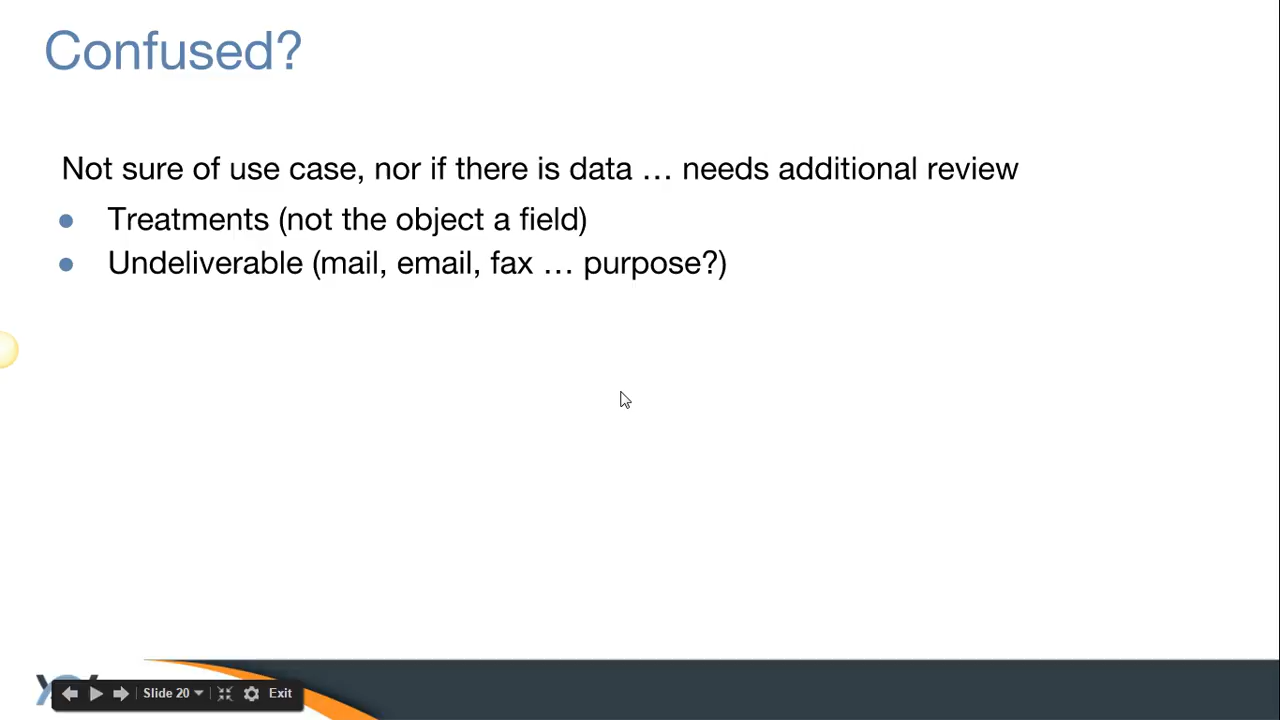 Confused?
Not sure of use case, nor if there is data … needs additional review
Treatments (not the object a field)
Undeliverable (mail, email, fax … purpose?)
Slide 20
Exit